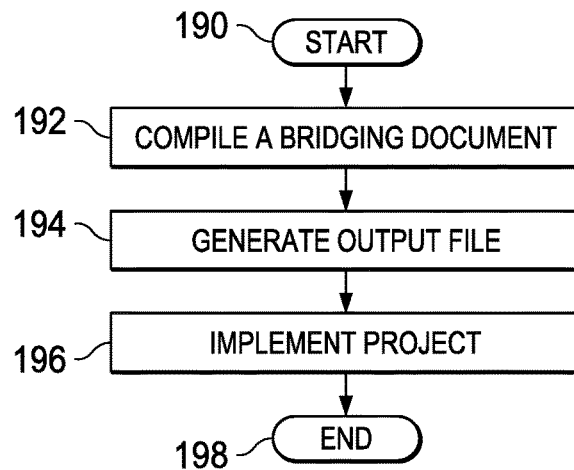 190
START
192
COMPILE A BRIDGING DOCUMENT
194
GENERATE OUTPUT FILE
196
IMPLEMENT PROJECT
198
END